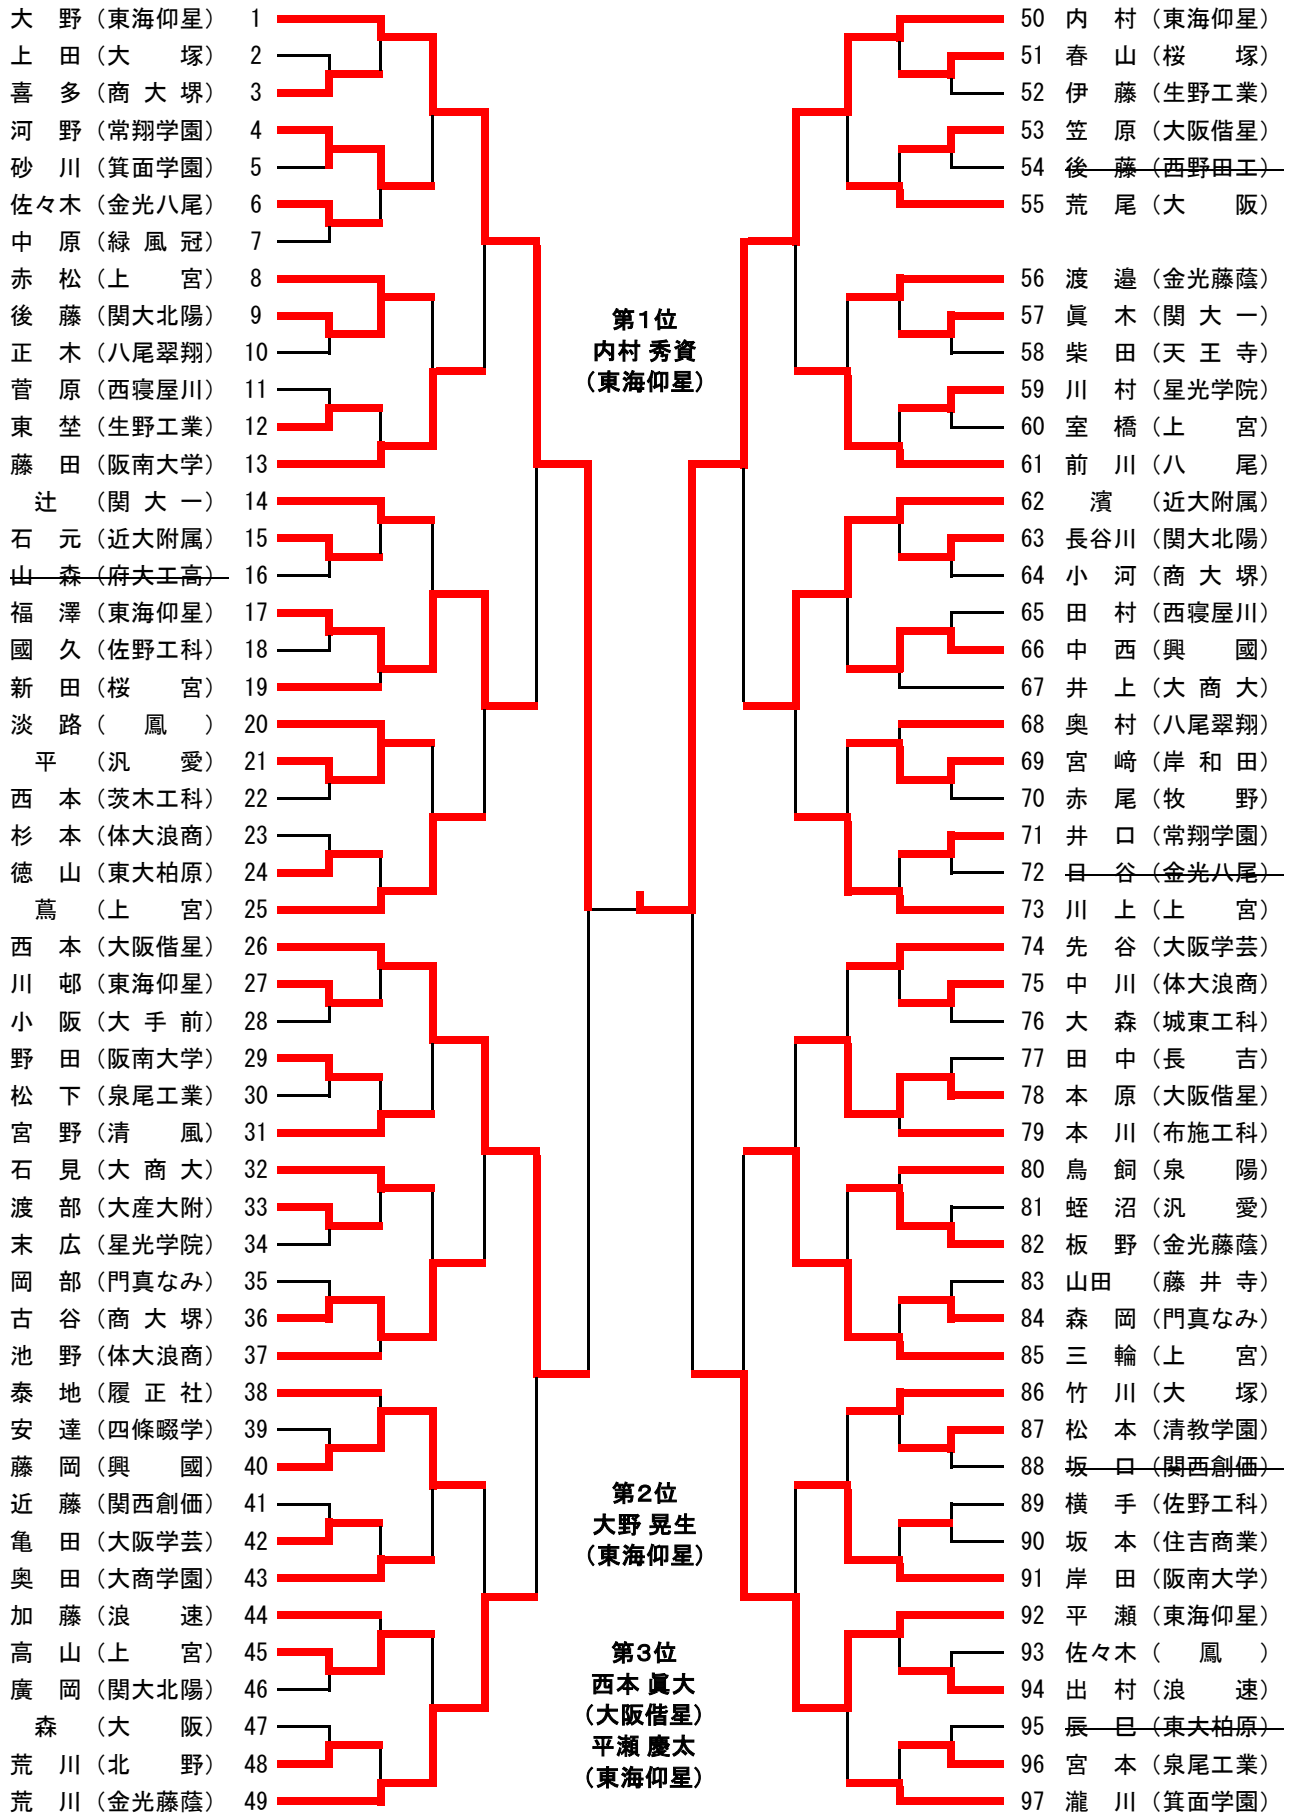 大　野（東海仰星）　1
上　田（大　　塚）　2
喜　多（商 大 堺）　3
河　野（常翔学園）　4
砂　川（箕面学園）　5
佐々木（金光八尾）　6
中　原（緑 風 冠）　7
赤　松（上　　宮）　8
後　藤（関大北陽）　9
正　木（八尾翠翔）　10
菅　原（西寝屋川）　11
東　埜（生野工業）　12
藤　田（阪南大学）　13
辻　（関 大 一）　14
石　元（近大附属）　15
山　森（府大工高）　16
福　澤（東海仰星）　17
國　久（佐野工科）　18
新　田（桜　　宮）　19
淡　路（　鳳　）　20
平　（汎　　愛）　21
西　本（茨木工科）　22
杉　本（体大浪商）　23
徳　山（東大柏原）　24
蔦　（上　　宮）　25
西　本（大阪偕星）　26
川　邨（東海仰星）　27
小　阪（大 手 前）　28
野　田（阪南大学）　29
松　下（泉尾工業）　30
宮　野（清　　風）　31
石　見（大 商 大）　32
渡　部（大産大附）　33
末　広（星光学院）　34
岡　部（門真なみ）　35
古　谷（商 大 堺）　36
池　野（体大浪商）　37
泰　地（履 正 社）　38
安　達（四條畷学）　39
藤　岡（興　　國）　40
近　藤（関西創価）　41
亀　田（大阪学芸）　42
奥　田（大商学園）　43
加　藤（浪　　速）　44
高　山（上　　宮）　45
廣　岡（関大北陽）　46
森　（大　　阪）　47
荒　川（北　　野）　48
荒　川（金光藤蔭）　49
第1位
内村 秀資
（東海仰星）
第2位
大野 晃生
（東海仰星）
第3位
西本 眞大
（大阪偕星）
平瀬 慶太
（東海仰星）
50　内　村（東海仰星）
51　春　山（桜　　塚）
52　伊　藤（生野工業）
53　笠　原（大阪偕星）
54　後　藤（西野田工）
55　荒　尾（大　　阪）
56　渡　邉（金光藤蔭）
57　眞　木（関 大 一）
58　柴　田（天 王 寺）
59　川　村（星光学院）
60　室　橋（上　　宮）
61　前　川（八　　尾）
62　濱　（近大附属）
63　長谷川（関大北陽）
64　小　河（商 大 堺）
65　田　村（西寝屋川）
66　中　西（興　　國）
67　井　上（大 商 大）
68　奥　村（八尾翠翔）
69　宮　﨑（岸 和 田）
70　赤　尾（牧　　野）
71　井　口（常翔学園）
72　日　谷（金光八尾）
73　川　上（上　　宮）
74　先　谷（大阪学芸）
75　中　川（体大浪商）
76　大　森（城東工科）
77　田　中（長　　吉）
78　本　原（大阪偕星）
79　本　川（布施工科）
80　鳥　飼（泉　　陽）
81　蛭　沼（汎　　愛）
82　板　野（金光藤蔭）
83　山田　（藤 井 寺）
84　森　岡（門真なみ）
85　三　輪（上　　宮）
86　竹　川（大　　塚）
87　松　本（清教学園）
88　坂　口（関西創価）
89　横　手（佐野工科）
90　坂　本（住吉商業）
91　岸　田（阪南大学）
92　平　瀬（東海仰星）
93　佐々木（　鳳　）
94　出　村（浪　　速）
95　辰　巳（東大柏原）
96　宮　本（泉尾工業）
97　瀧　川（箕面学園）